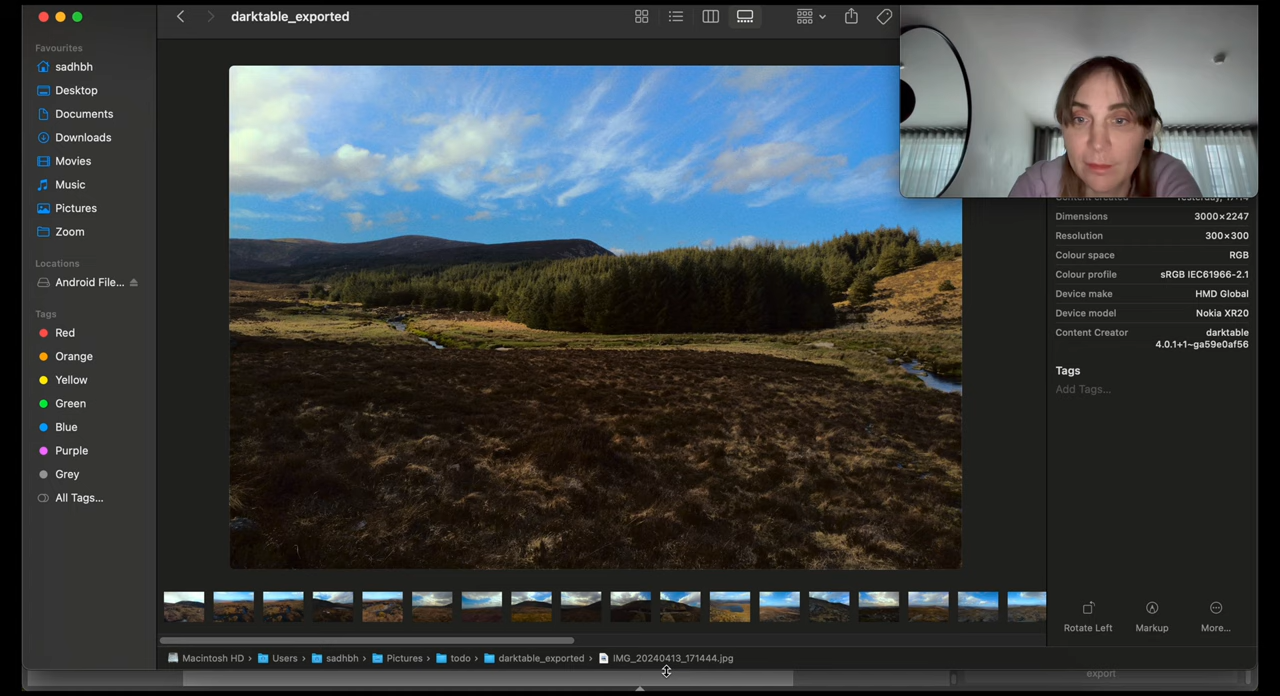 darktable_exported
Favourites
sadhbh
Desktop
Documents
Downloads
Movies
Music
Pictures
Zoom
Locations
Android File...
Tags
Red
Orange
Yellow
Green
Blue
Purple
Grey
All Tags...
Dimensions 3000×2247
Resolution 300×300
Colour space RGB
Colour profile sRGB IEC61966-2.1
Device make HMD Global
Device model Nokia XR20
Content Creator darktable
4.0.1+1~ga59e0af56
Tags
Add Tags...
Rotate Left Markup More...
Macintosh HD › Users › sadhbh › Pictures › todo › darktable_exported › IMG_20240413_171444.jpg
export